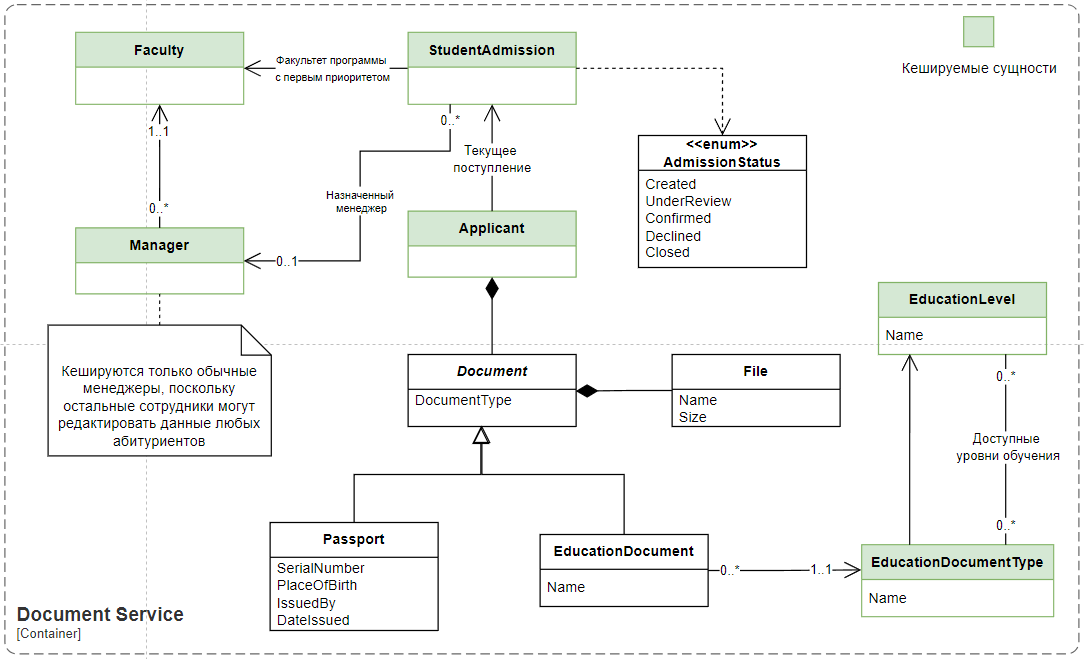 Faculty
Факультет программы
с первым приоритетом
StudentAdmission
Кешируемые сущности
1..1
0..*
0..*
Текущее
поступление
<<enum>>
AdmissionStatus
Created
UnderReview
Confirmed
Declined
Closed
Назначенный
менеджер
Manager
0..1
Applicant
EducationLevel
Name
Кешируются только обычные
менеджеры, поскольку
остальные сотрудники могут
редактировать данные любых
абитуриентов
Document
DocumentType
File
Name
Size
0..*
Доступные
уровни обучения
0..*
Passport
SerialNumber
PlaceOfBirth
IssuedBy
DateIssued
EducationDocument
Name
0..*
1..1
EducationDocumentType
Name
Document Service
[Container]